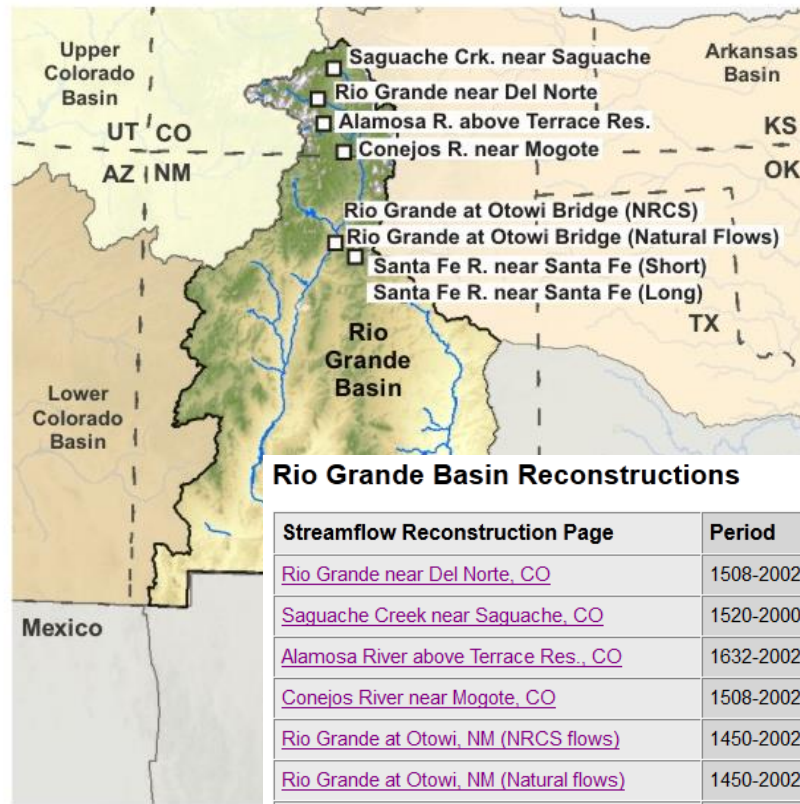 Upper
Colorado
Basin
Saguache Crk. near Saguache
Arkansas
Basin
Rio Grande near Del Norte
UT CO
Alamosa R. above Terrace Res.
KS
Conejos R. near Mogote
AZ NM
OK
Rio Grande at Otowi Bridge (NRCS)
Rio Grande at Otowi Bridge (Natural Flows)
Santa Fe R. near Santa Fe (Short)
Santa Fe R. near Santa Fe (Long)
TX
Rio
Grande
Basin
Lower
Colorado
Basin
Mexico
Rio Grande Basin Reconstructions
Streamflow Reconstruction Page Period
Rio Grande near Del Norte, CO 1508-2002
Saguache Creek near Saguache, CO 1520-2000
Alamosa River above Terrace Res., CO 1632-2002
Conejos River near Mogote, CO 1508-2002
Rio Grande at Otowi, NM (NRCS flows) 1450-2002
Rio Grande at Otowi, NM (Natural flows) 1450-2002